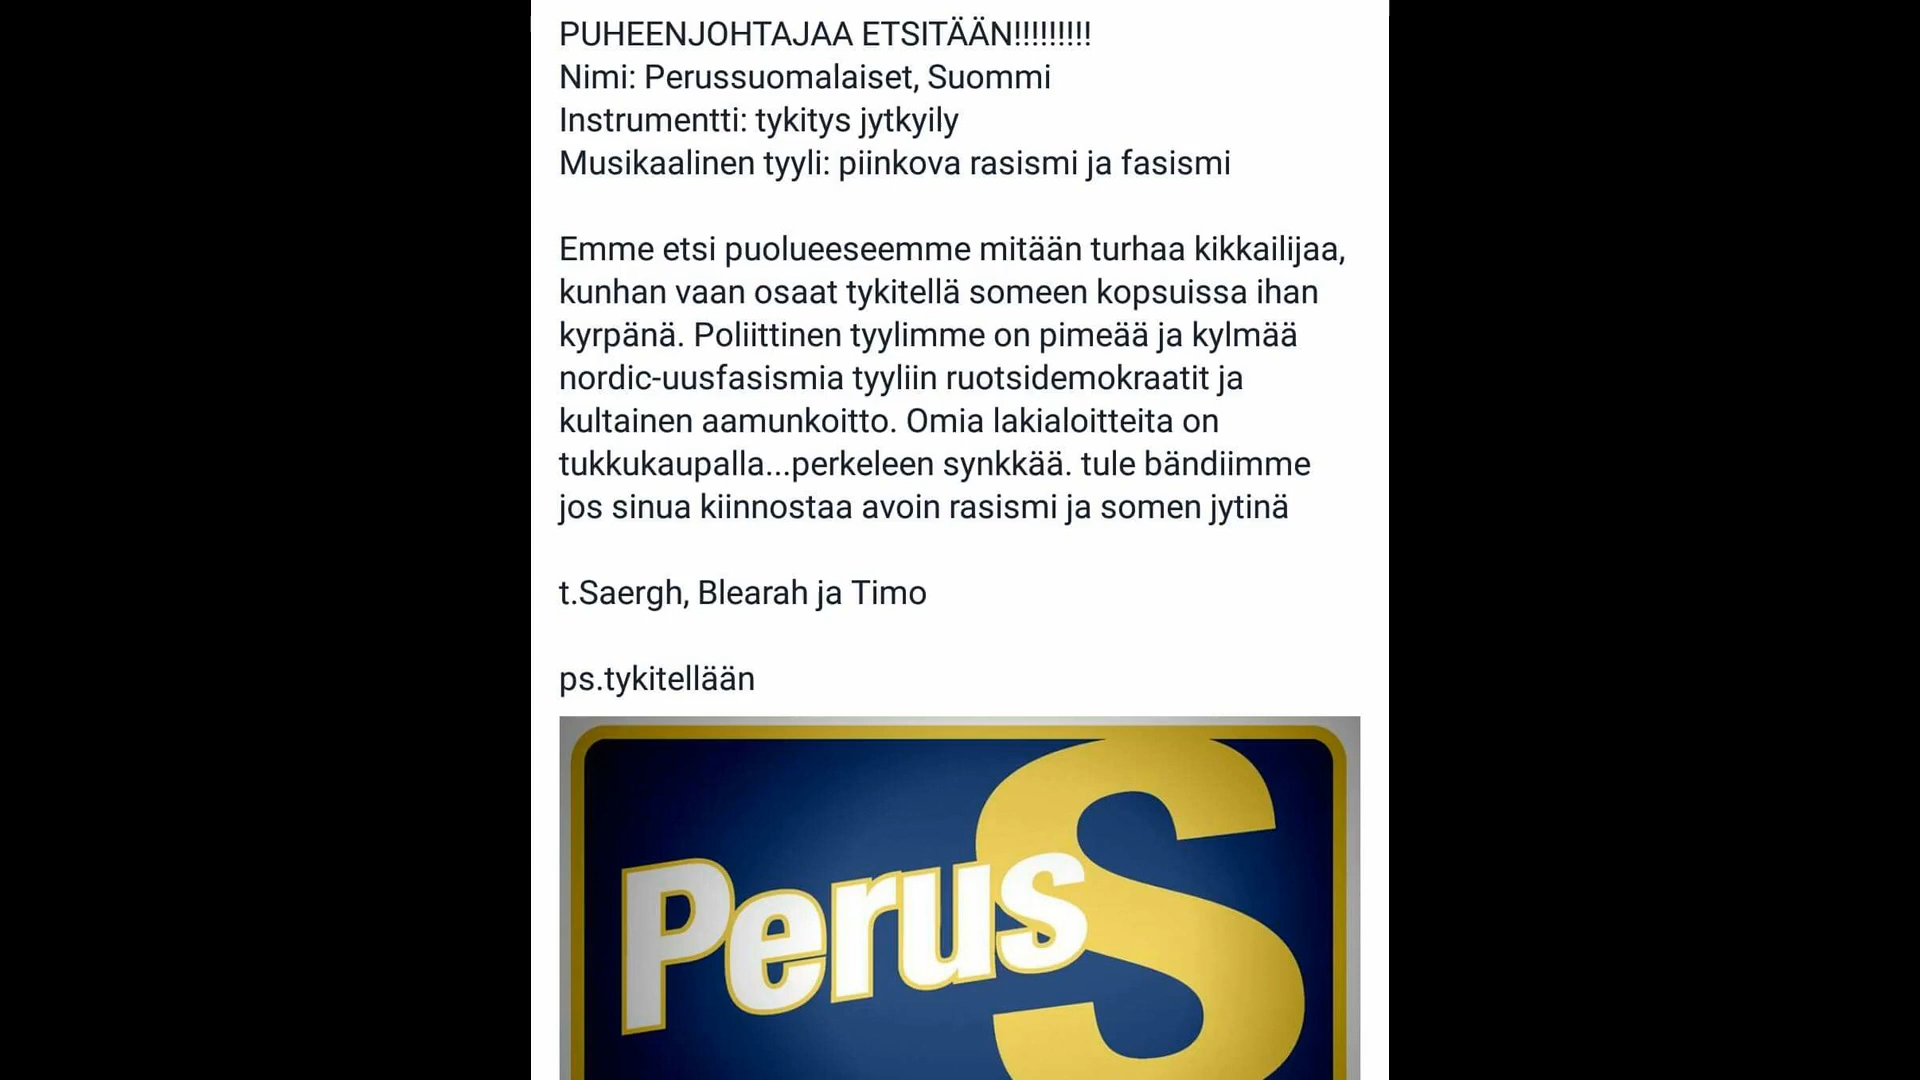 PUHEENJOHTAJAA ETSITÄÄN!!!!!!!!!
Nimi: Perussuomalaiset, Suommi
Instrumentti: tykitys jytkyily
Musikaalinen tyyli: piinkova rasismi ja fasismi
Emme etsi puolueeseemme mitään turhaa kikkailijaa,
kunhan vaan osaat tykitellä someen kopsuissa ihan
kyrpänä. Poliittinen tyylimme on pimeää ja kylmää
nordic-uusfasismia tyyliin ruotsidemokraatit ja
kultainen aamunkoitto. Omia lakialoitteita on
tukkukaupalla...perkeleen synkkää. tule bändiimme
jos sinua kiinnostaa avoin rasismi ja somen jytinä
t.Saergh, Blearah ja Timo
ps.tykitellään
Perus S